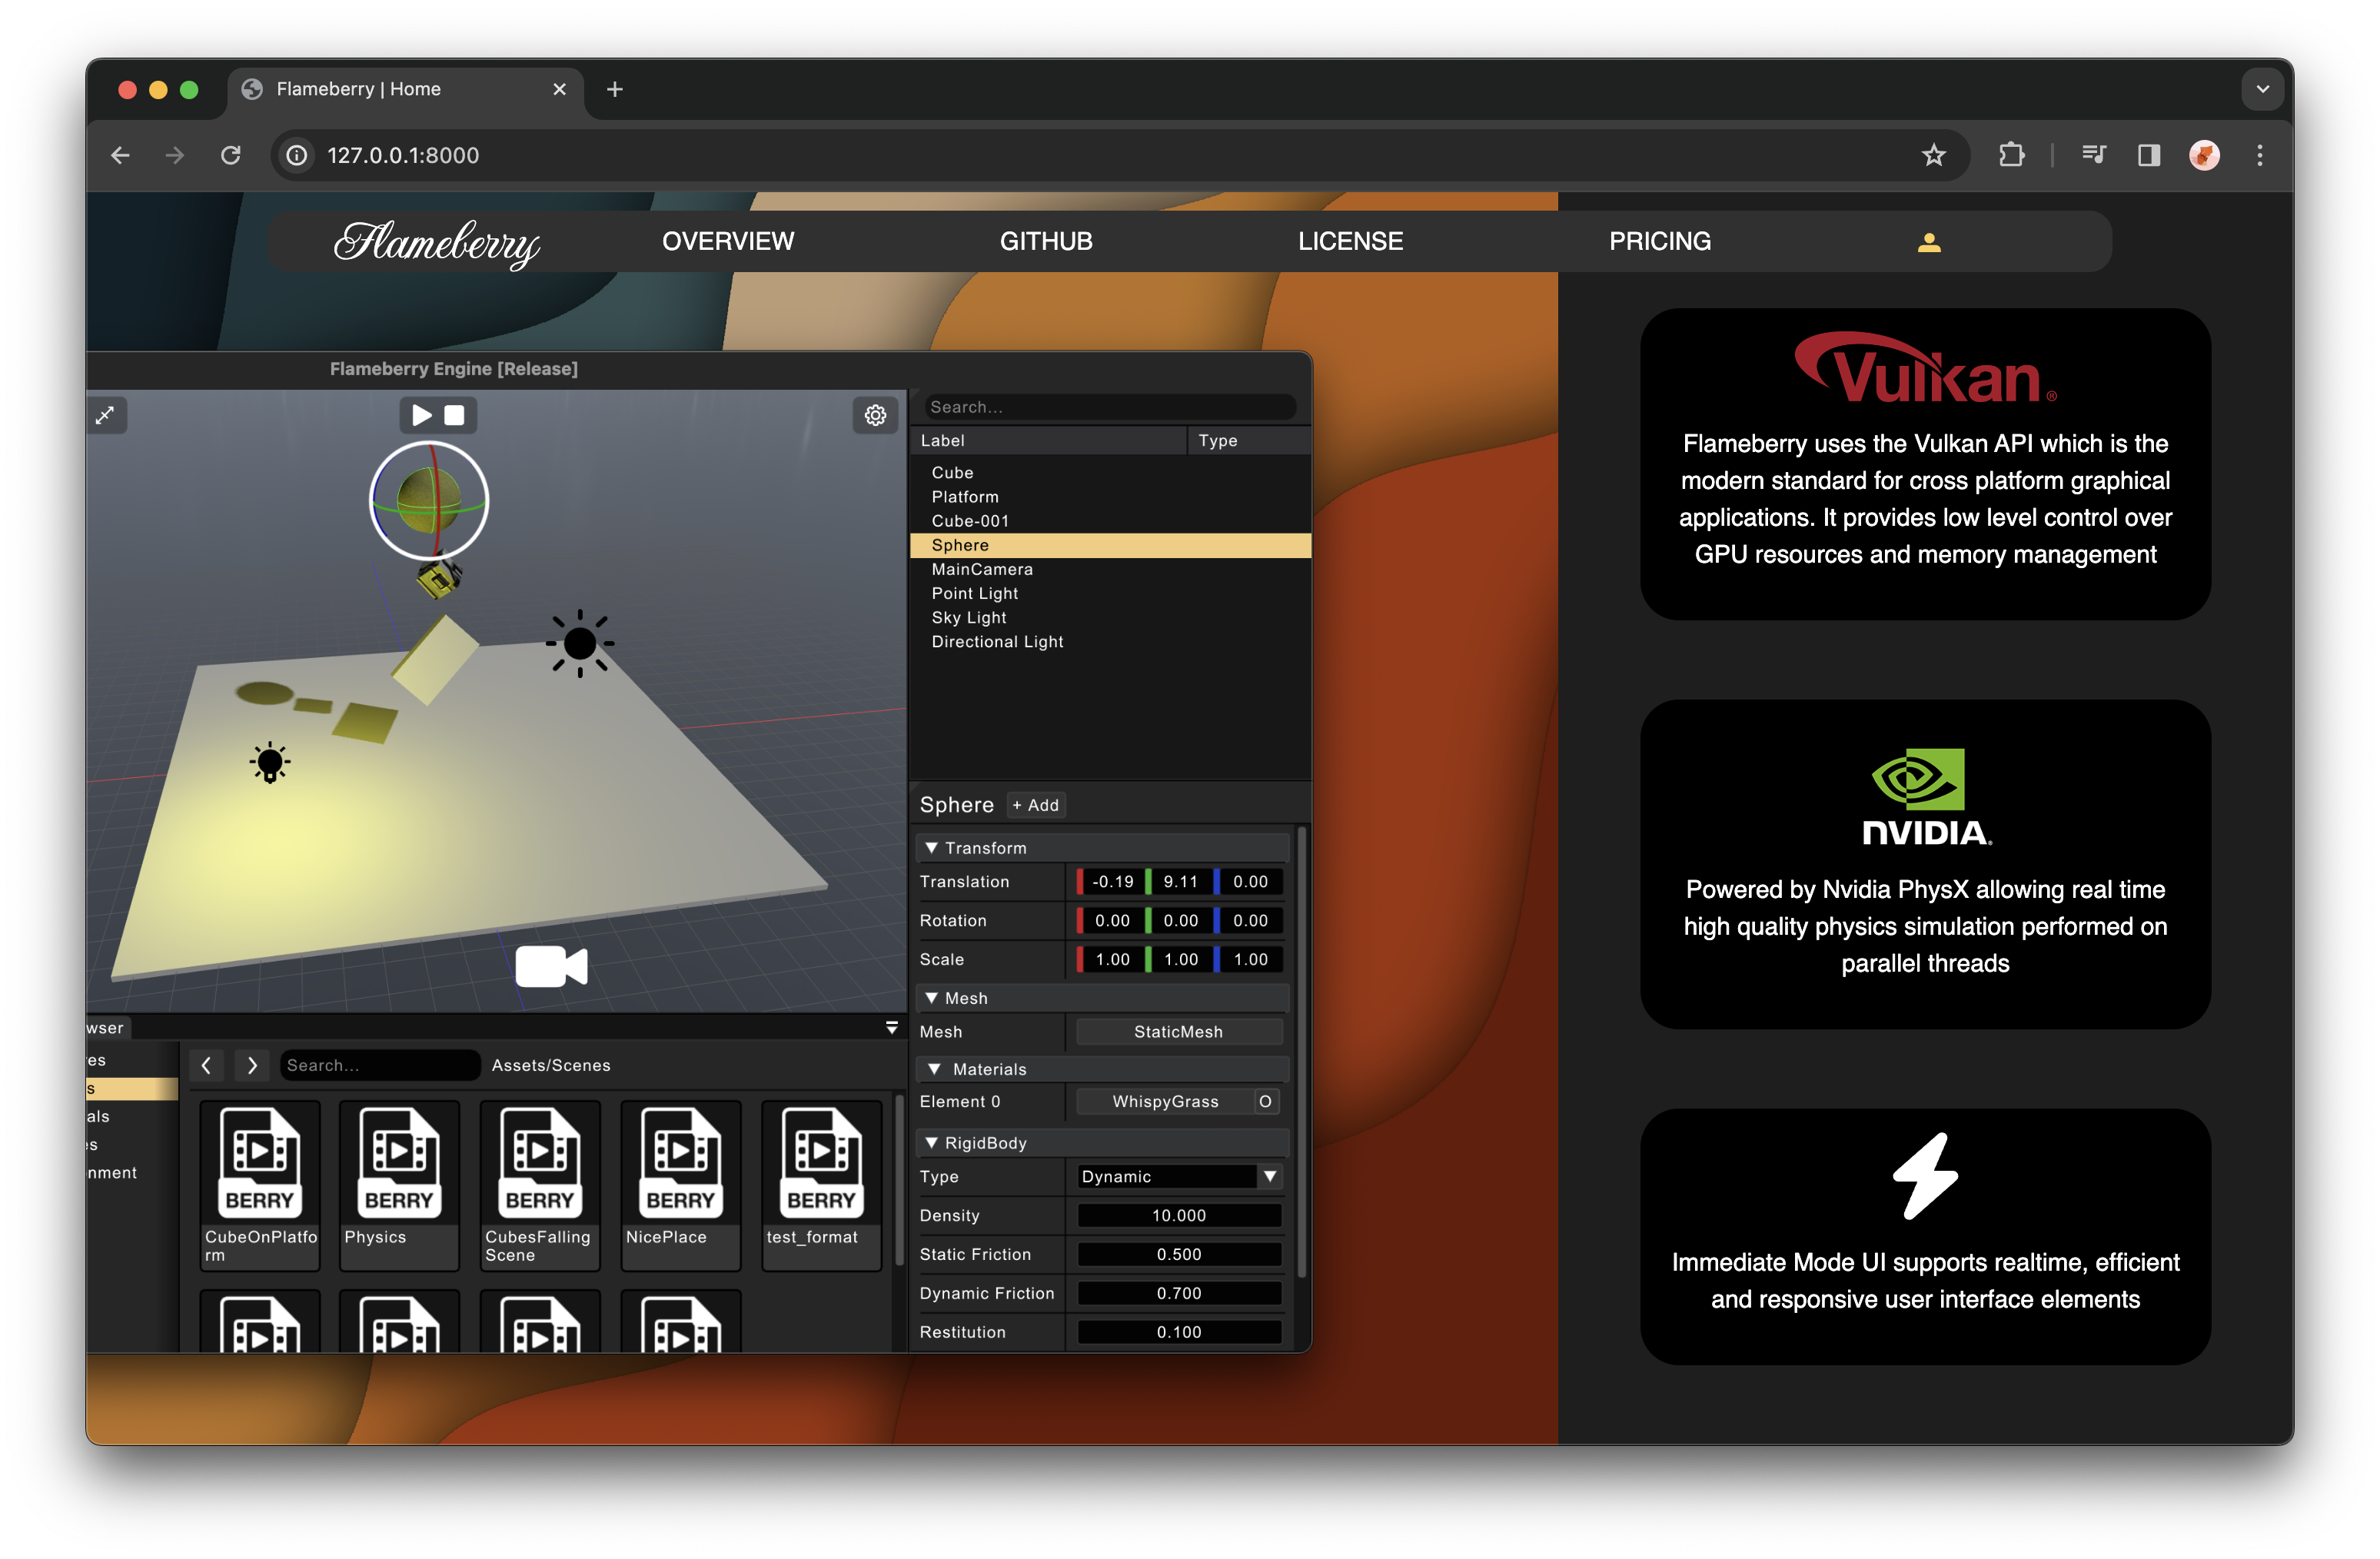 Flameberry | Home
127.0.0.1:8000
Flameberry
OVERVIEW
GITHUB
LICENSE
PRICING
Flameberry Engine [Release]
Search...
Label
Type
Cube
Platform
Cube-001
Sphere
MainCamera
Point Light
Sky Light
Directional Light
Sphere
+ Add
Transform
Translation -0.19 9.11 0.00
Rotation 0.00 0.00 0.00
Scale 1.00 1.00 1.00
Mesh
Mesh StaticMesh
Materials
Element 0 WhispyGrass O
RigidBody
Type Dynamic
Density 10.000
Static Friction 0.500
Dynamic Friction 0.700
Restitution 0.100
wser
es
s
als
es
nment
Search...
Assets/Scenes
BERRY
CubeOnPlatfo
rm
BERRY
Physics
BERRY
CubesFalling
Scene
BERRY
NicePlace
BERRY
test_format
Vulkan®
Flameberry uses the Vulkan API which is the
modern standard for cross platform graphical
applications. It provides low level control over
GPU resources and memory management
NVIDIA®
Powered by Nvidia PhysX allowing real time
high quality physics simulation performed on
parallel threads
Immediate Mode UI supports realtime, efficient
and responsive user interface elements